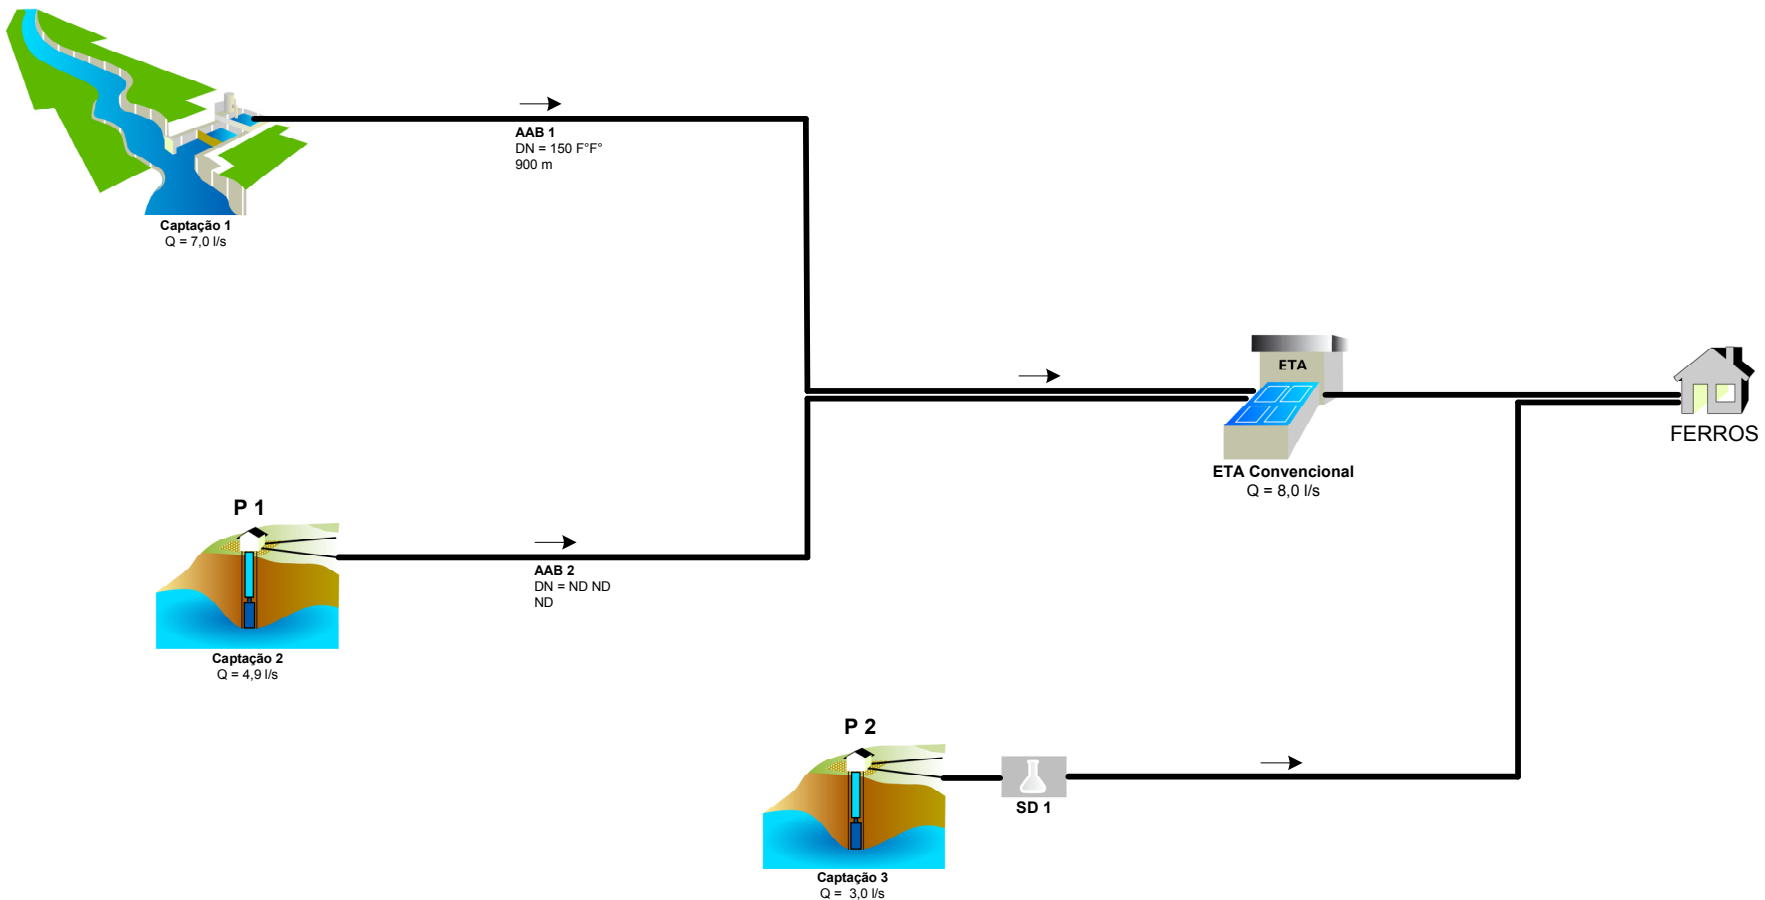 AAB 1
DN = 150 F°F°
900 m
Captação 1
Q = 7,0 l/s
ETA
FERROS
ETA Convencional
Q = 8,0 l/s
P 1
AAB 2
DN = ND ND
ND
Captação 2
Q = 4,9 l/s
P 2
SD 1
Captação 3
Q =  3,0 l/s